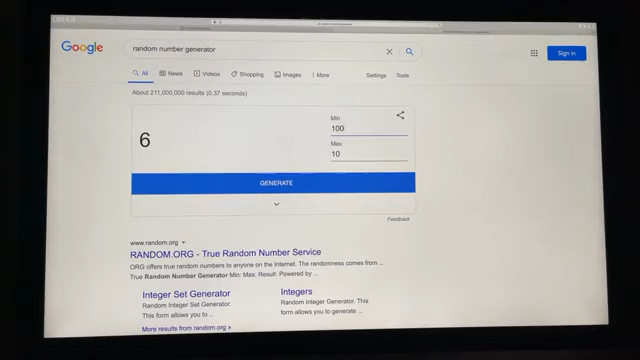 Google
random number generator
Sign in
All
News
Videos
Shopping
Images
More
Settings
Tools
About 211,000,000 results (0.37 seconds)
6
Min
100
Max
10
GENERATE
Feedback
www.random.org
RANDOM.ORG - True Random Number Service
ORG offers true random numbers to anyone on the Internet. The randomness comes from ...
True Random Number Generator Min: Max: Result: Powered by ...
Integer Set Generator
Random Integer Set Generator.
This form allows you to ...
Integers
Random Integer Generator. This
form allows you to generate ...
More results from random.org »